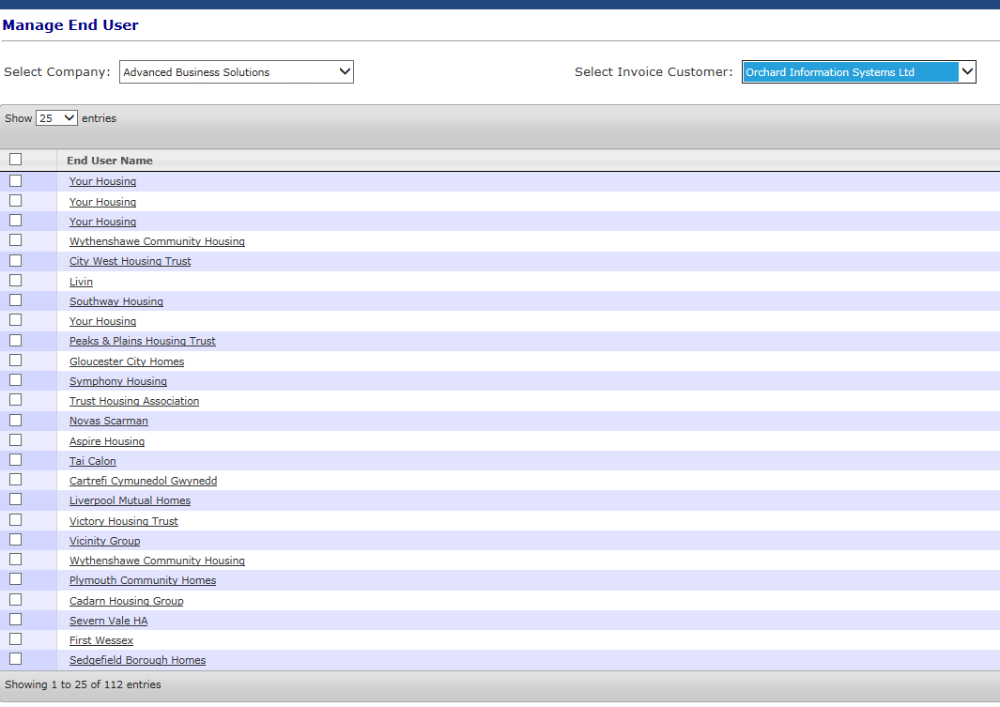 Manage End User
Select Company: Advanced Business Solutions Select Invoice Customer: Orchard Information Systems Ltd
Show 25 entries
End User Name
Your Housing
Your Housing
Your Housing
Wythenshawe Community Housing
City West Housing Trust
Livin
Southway Housing
Your Housing
Peaks & Plains Housing Trust
Gloucester City Homes
Symphony Housing
Trust Housing Association
Novas Scarman
Aspire Housing
Tai Calon
Cartrefi Cymunedol Gwynedd
Liverpool Mutual Homes
Victory Housing Trust
Vicinity Group
Wythenshawe Community Housing
Plymouth Community Homes
Cadarn Housing Group
Severn Vale HA
First Wessex
Sedgefield Borough Homes
Showing 1 to 25 of 112 entries